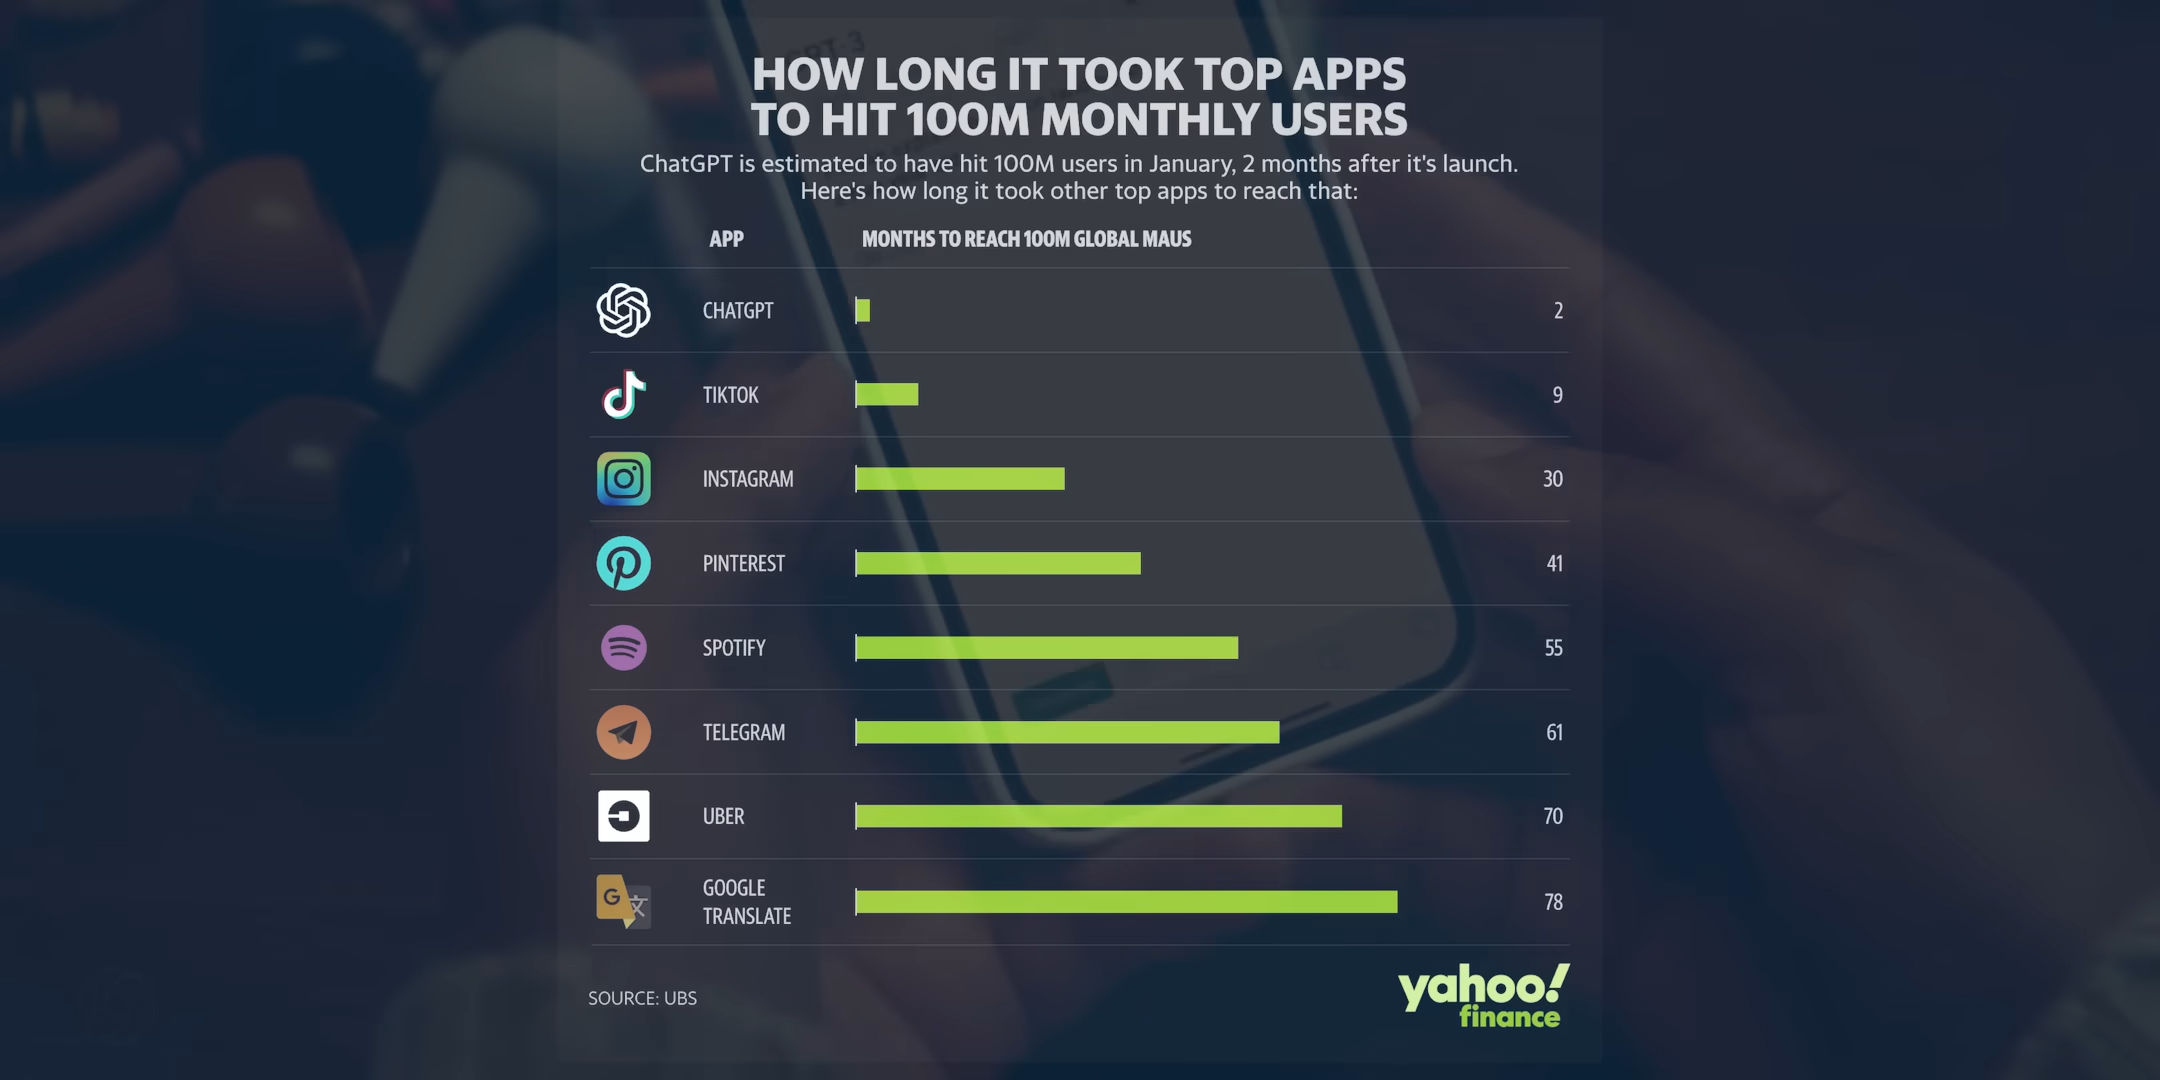 HOW LONG IT TOOK TOP APPS
TO HIT 100M MONTHLY USERS
ChatGPT is estimated to have hit 100M users in January, 2 months after it's launch.
Here's how long it took other top apps to reach that:
APP MONTHS TO REACH 100M GLOBAL MAUS
CHATGPT 2
TIKTOK 9
INSTAGRAM 30
PINTEREST 41
SPOTIFY 55
TELEGRAM 61
UBER 70
GOOGLE
TRANSLATE 78
SOURCE: UBS
yahoo!
finance